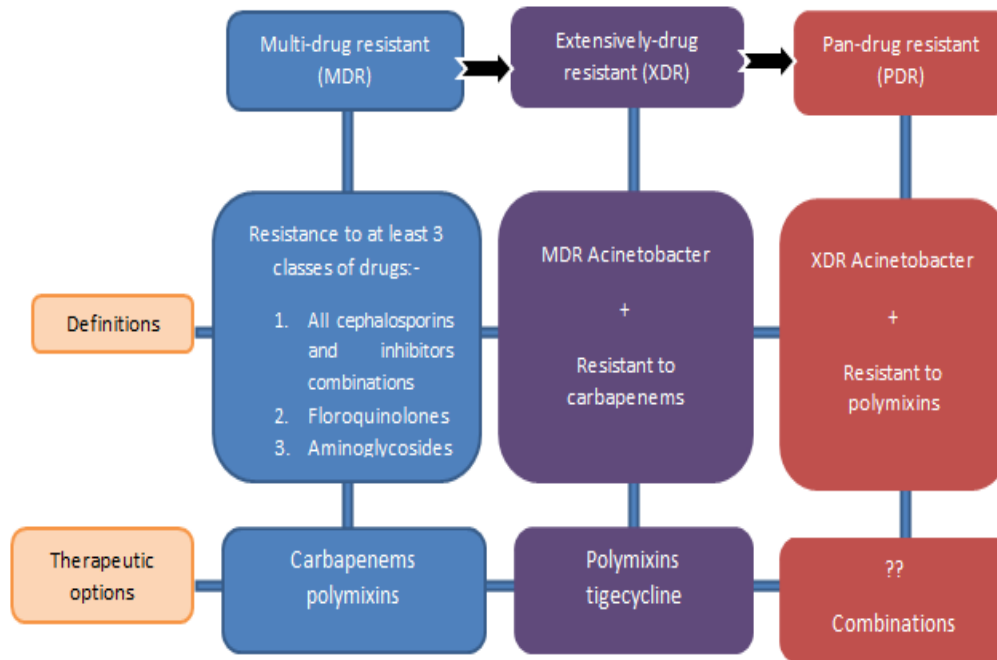 Multi-drug resistant
(MDR)
Extensively-drug
resistant (XDR)
Pan-drug resistant
(PDR)
Definitions
Resistance to at least 3
classes of drugs:-
1. All cephalosporins
and inhibitors
combinations
2. Floroquinolones
3. Aminoglycosides
MDR Acinetobacter
+
Resistant to
carbapenems
XDR Acinetobacter
+
Resistant to
polymixins
Therapeutic
options
Carbapenems
polymixins
Polymixins
tigecycline
??
Combinations